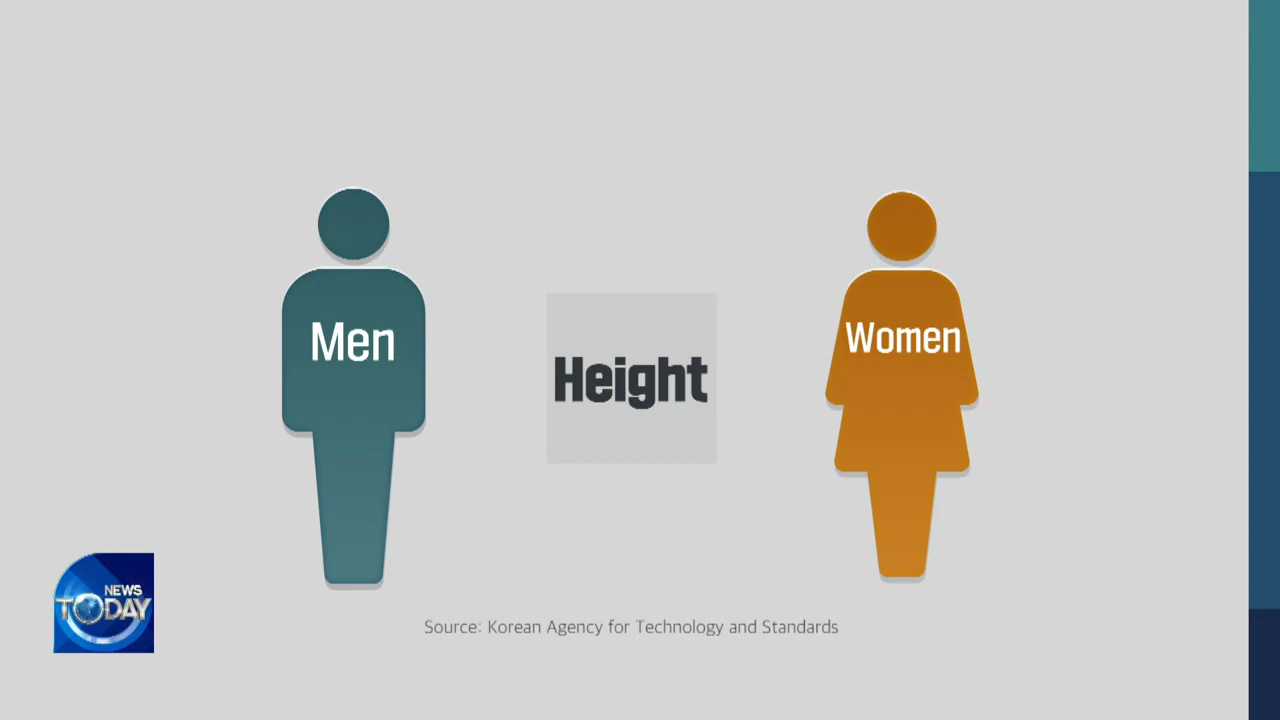 Men
Height
Women
NEWS
TODAY
Source: Korean Agency for Technology and Standards